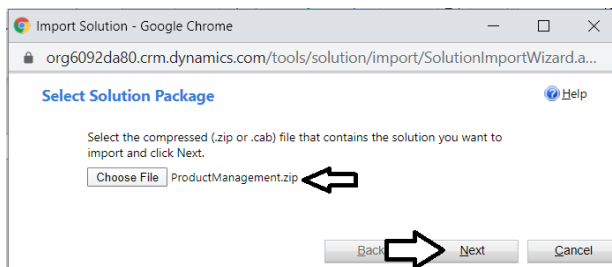 Import Solution - Google Chrome
org6092da80.crm.dynamics.com/tools/solution/import/SolutionImportWizard.a...
Select Solution Package
Help
Select the compressed (.zip or .cab) file that contains the solution you want to
import and click Next.
Choose File ProductManagement.zip
Back Next Cancel